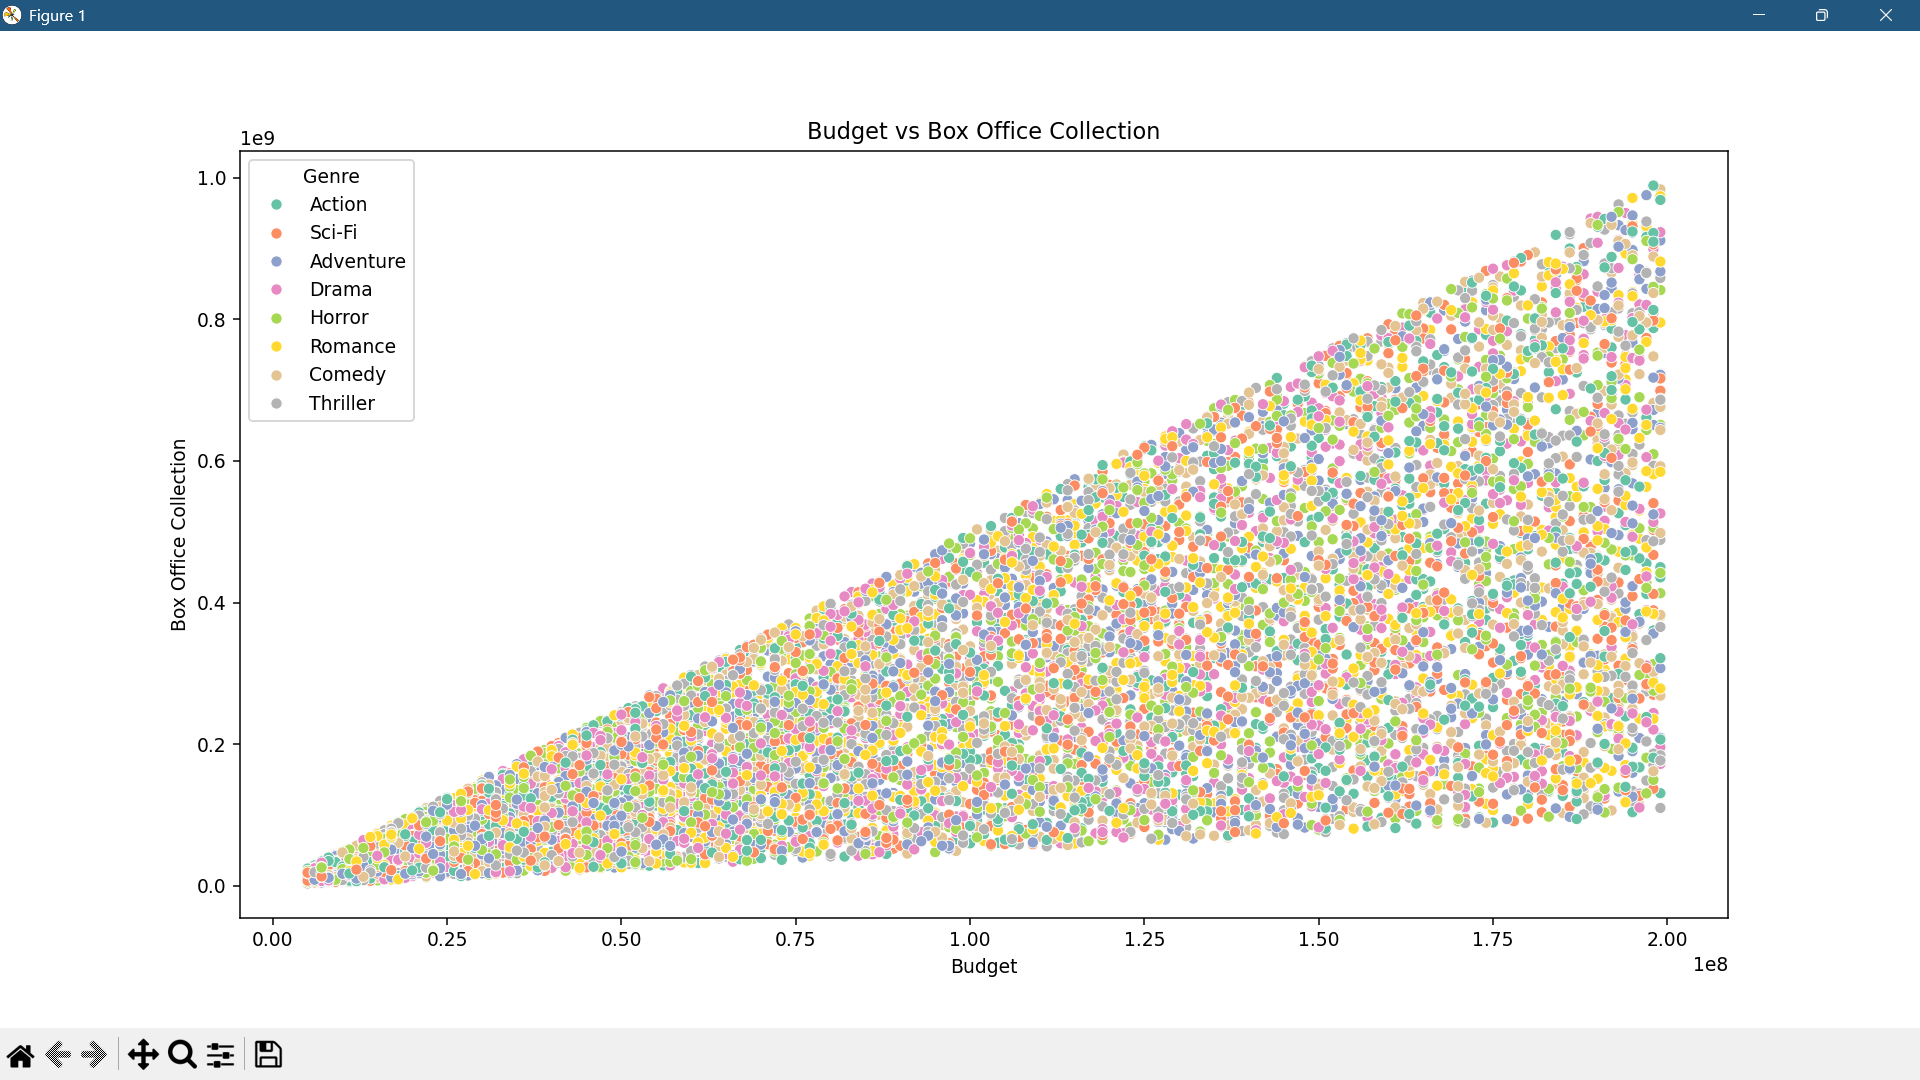 Figure 1
Budget vs Box Office Collection
1e9
1.0
0.8
0.6
0.4
0.2
0.0
Box Office Collection
Genre
Action
Sci-Fi
Adventure
Drama
Horror
Romance
Comedy
Thriller
0.00 0.25 0.50 0.75 1.00 1.25 1.50 1.75 2.00
Budget
1e8